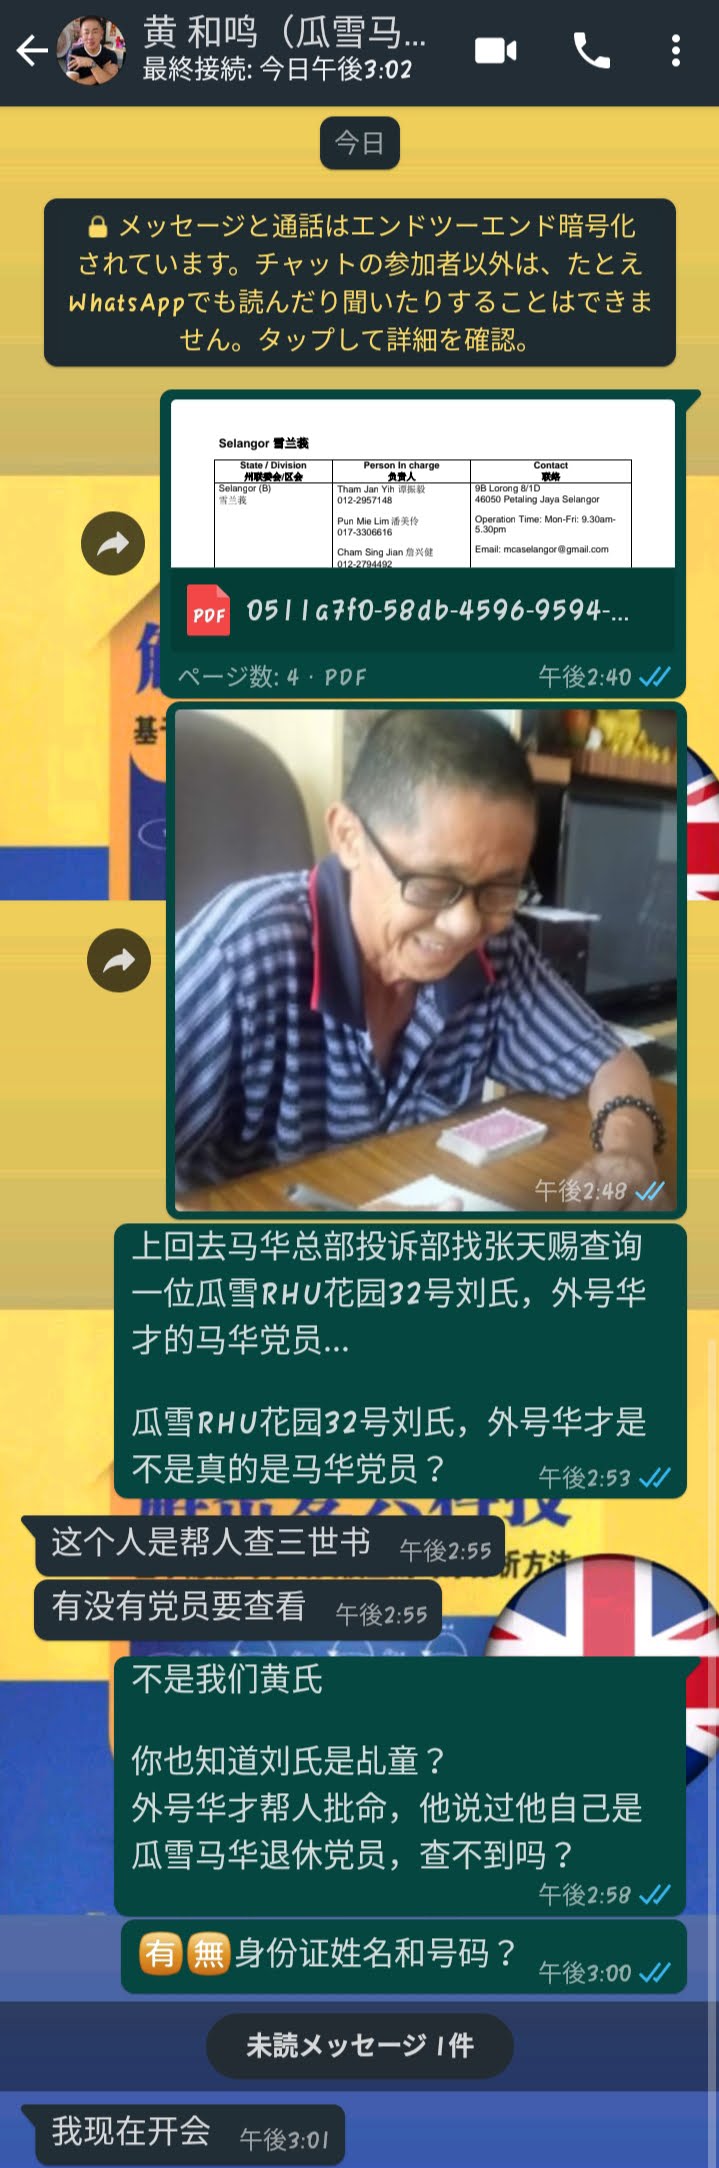 黄 和鸣（瓜雪马...
最終接続: 今日午後3:02
今日
メッセージと通話はエンドツーエンド暗号化
されています。チャットの参加者以外は、たとえ
WhatsAppでも読んだり聞いたりすることはできま
せん。タップして詳細を確認。
Selangor 雪兰莪
State / Division
州联委会/区会
Person In charge
负责人
Contact
联络
Selangor (B)
雪兰莪
Tham Jan Yih 谭振毅
012-2957148
Pun Mie Lim 潘美伶
017-3306616
Cham Sing Jian 詹兴健
012-2794492
9B Lorong 8/1D
46050 Petaling Jaya Selangor
Operation Time: Mon-Fri: 9.30am-
5.30pm
Email: mcaselangor@gmail.com
PDF
0511a7f0-58db-4596-9594-...
ページ数: 4 · PDF
午後2:40
午後2:48
上回去马华总部投诉部找张天赐查询
一位瓜雪RHU花园32号刘氏，外号华
才的马华党员...
瓜雪RHU花园32号刘氏，外号华才是
不是真的是马华党员？
午後2:53
这个人是帮人查三世书
午後2:55
有没有党员要查看
午後2:55
不是我们黄氏
你也知道刘氏是乩童？
外号华才帮人批命，他说过他自己是
瓜雪马华退休党员，查不到吗？
午後2:58
🈶🈚身份证姓名和号码？
午後3:00
未読メッセージ 1件
我现在开会
午後3:01